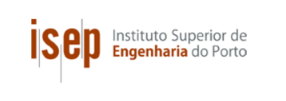 isep
Instituto Superior de
Engenharia do Porto